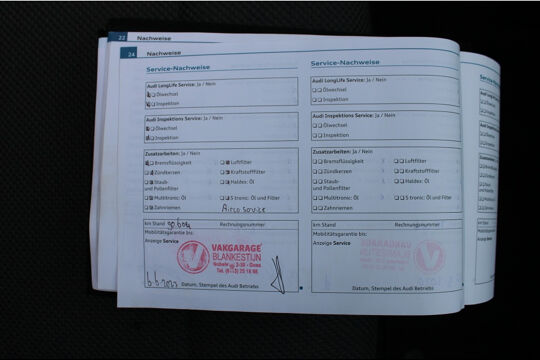 22 Nachweise
24 Nachweise
Service-Nachweise
Audi LongLife Service: Ja / Nein
Ölwechsel
Inspektion
Audi Inspektions Service: Ja / Nein
Ölwechsel
Inspektion
Zusatzarbeiten: Ja / Nein
Bremsflüssigkeit Luftfilter
Zündkerzen Kraftstofffilter
Staub- und Pollenfilter Haldex: Öl
Multitronic: Öl S tronic: Öl und Filter
Zahnriemen Airco Service
km Stand Rechnungsnummer
Mobilitätsgarantie bis:
Anzeige Service
VAKGARAGE
BLANKESTIJN
Datum, Stempel des Audi Betriebs
Service-Nachweise
Audi LongLife Service: Ja / Nein
Ölwechsel
Inspektion
Audi Inspektions Service: Ja / Nein
Ölwechsel
Inspektion
Zusatzarbeiten: Ja / Nein
Bremsflüssigkeit Luftfilter
Zündkerzen Kraftstofffilter
Staub- und Pollenfilter Haldex: Öl
Multitronic: Öl S tronic: Öl und Filter
Zahnriemen
km Stand Rechnungsnummer
Mobilitätsgarantie bis:
Anzeige Service
Datum, Stempel des Audi Betriebs